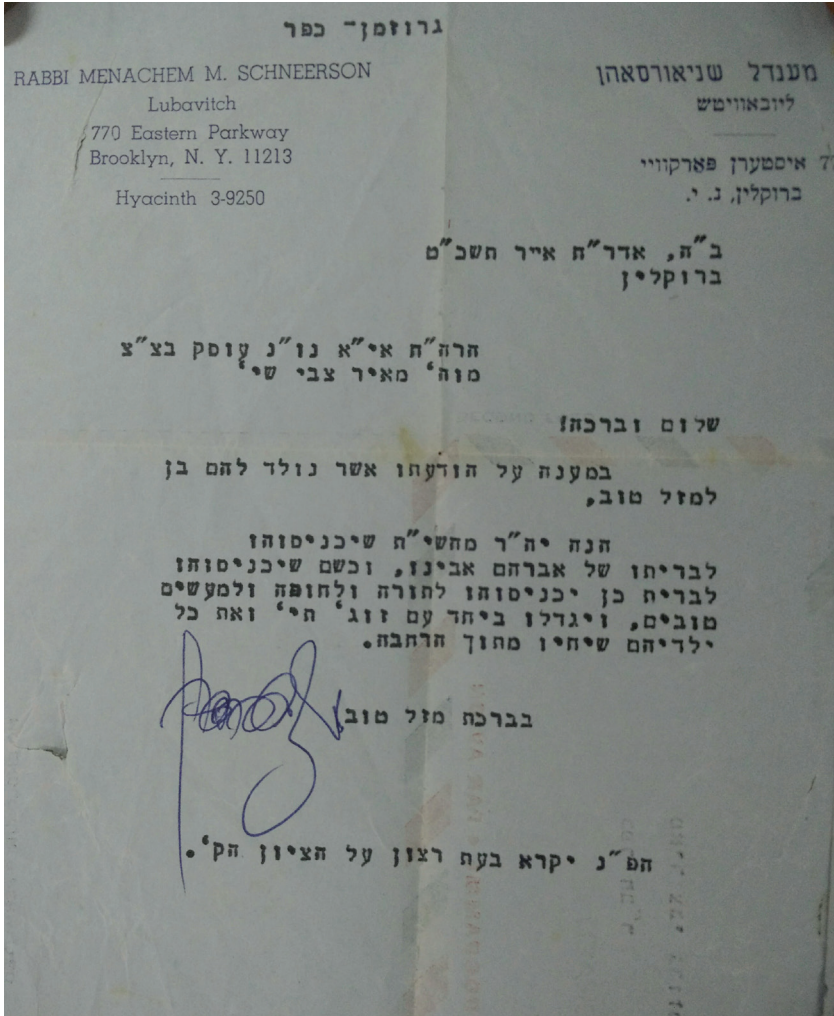 גרוזמן- כפר
RABBI MENACHEM M. SCHNEERSON
Lubavitch
770 Eastern Parkway
Brooklyn, N. Y. 11213
Hyacinth 3-9250
מענדל שניאורסאהן
ליובאוויטש
איסטערן פארקוויי
ברוקלין, נ. י.
ב"ה, אדר"ח אייר תשכ"ט
ברוקלין
הרה"ח אי"א נו"נ עוסק בצ"צ
מוה' מאיר צבי שי'
שלום וברכה!
במענה על הודעתו אשר נולד להם בן
למזל טוב,
הנה יה"ר מהשי"ת שיכניסוהו
לבריתו של אברהם אבינו, וכשם שיכניסוהו
לברית כן יכניסוהו לתורה ולחופה ולמעשים
טובים, ויגדלו ביחד עם זוג' תי' ואת כל
ילדיהם שיחיו מתוך הרחבה.
בברכת מזל טוב
הפ"נ יקרא בעת רצון על הציון הק'.